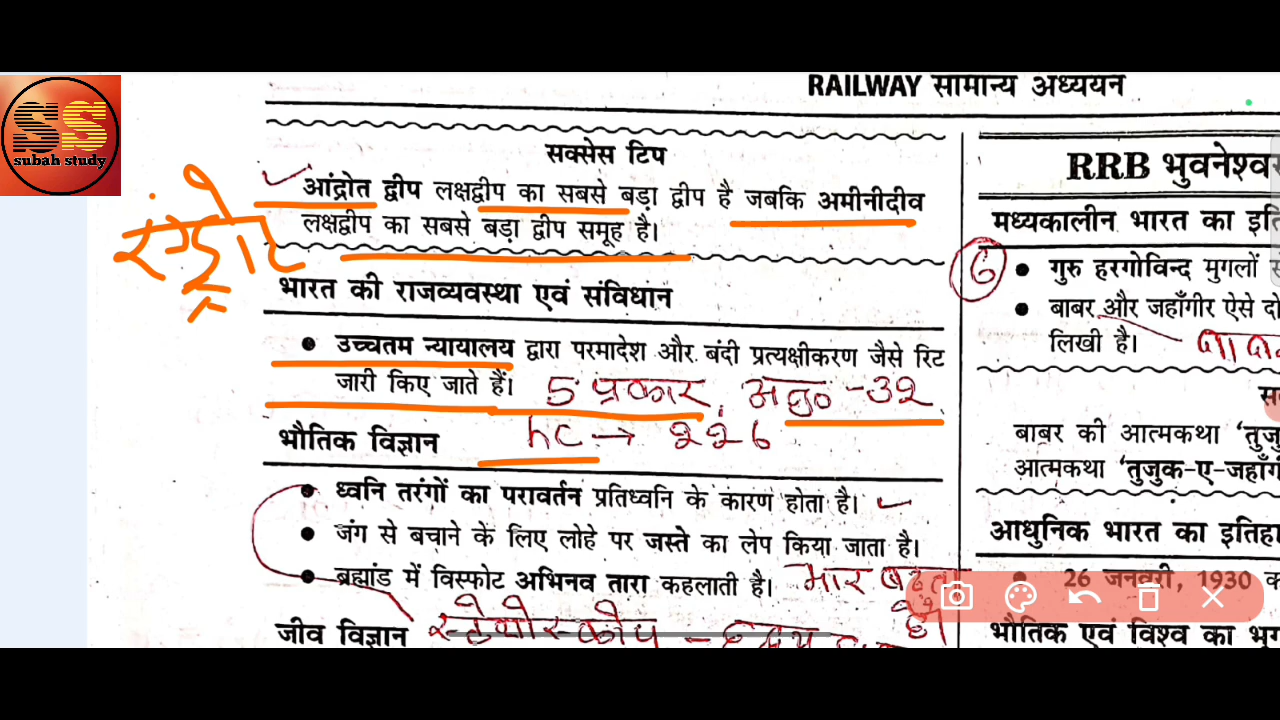 RAILWAY सामान्य अध्ययन
SS
subah study
सक्सेस टिप
आंद्रोत द्वीप लक्षद्वीप का सबसे बड़ा द्वीप है जबकि अमीनीदीव
लक्षद्वीप का सबसे बड़ा द्वीप समूह है।
भारत की राजव्यवस्था एवं संविधान
• उच्चतम न्यायालय द्वारा परमादेश और बंदी प्रत्यक्षीकरण जैसे रिट
जारी किए जाते हैं। 5 प्रकार, अनु० -32
भौतिक विज्ञान hc → 226
• ध्वनि तरंगों का परावर्तन प्रतिध्वनि के कारण होता है।
• जंग से बचाने के लिए लोहे पर जस्ते का लेप किया जाता है।
• ब्रह्मांड में विस्फोट अभिनव तारा कहलाती है। भार बढ़ता
है।
जीव विज्ञान स्टेथोस्कोप -
RRB भुवनेश्व
मध्यकालीन भारत का इति
6 • गुरु हरगोविन्द मुगलों
• बाबर और जहाँगीर ऐसे दो
लिखी है।
बाबर की आत्मकथा 'तुजु
आत्मकथा 'तुजुक-ए-जहाँगी
आधुनिक भारत का इतिहा
• 26 जनवरी, 1930 क
भौतिक एवं विश्व का भू